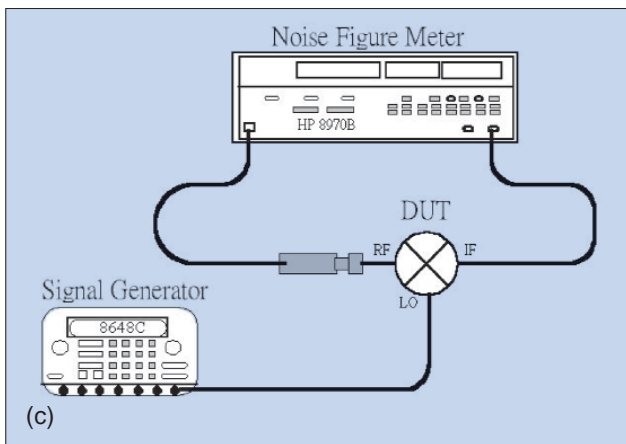 Noise Figure Meter
HP 8970B
DUT
RF
IF
LO
Signal Generator
8648C
(c)